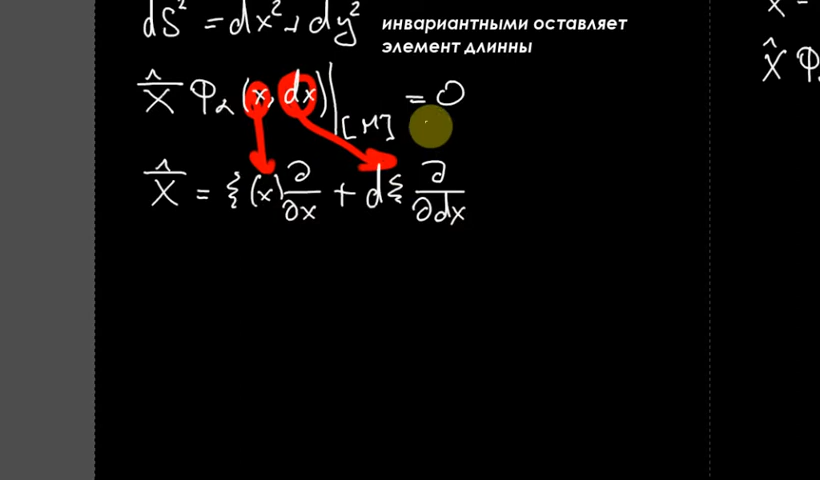 dS² = dx² + dy² инвариантными оставляет
элемент длинны
X̂ φ_α (x, dx)|_[M] = 0
X̂ = ξ(x) ∂/∂x + dξ ∂/∂dx
X
X̂ φ